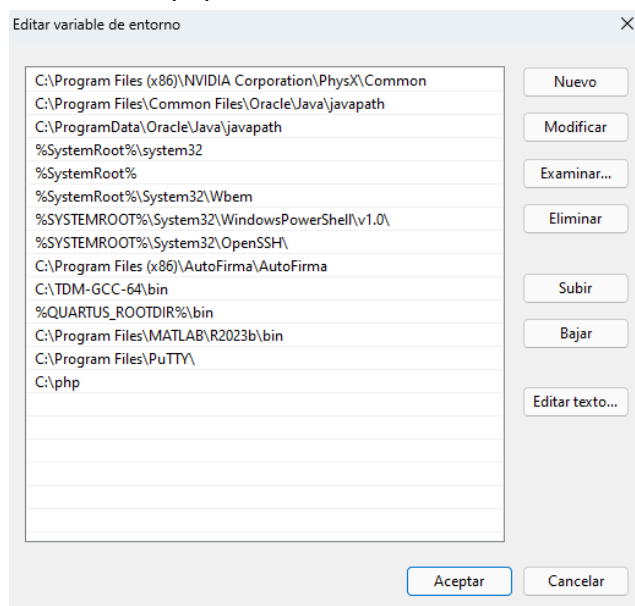 Editar variable de entorno
C:\Program Files (x86)\NVIDIA Corporation\PhysX\Common
C:\Program Files\Common Files\Oracle\Java\javapath
C:\ProgramData\Oracle\Java\javapath
%SystemRoot%\system32
%SystemRoot%
%SystemRoot%\System32\Wbem
%SYSTEMROOT%\System32\WindowsPowerShell\v1.0\
%SYSTEMROOT%\System32\OpenSSH\
C:\Program Files (x86)\AutoFirma\AutoFirma
C:\TDM-GCC-64\bin
%QUARTUS_ROOTDIR%\bin
C:\Program Files\MATLAB\R2023b\bin
C:\Program Files\PuTTY\
C:\php
Nuevo
Modificar
Examinar...
Eliminar
Subir
Bajar
Editar texto...
Aceptar
Cancelar